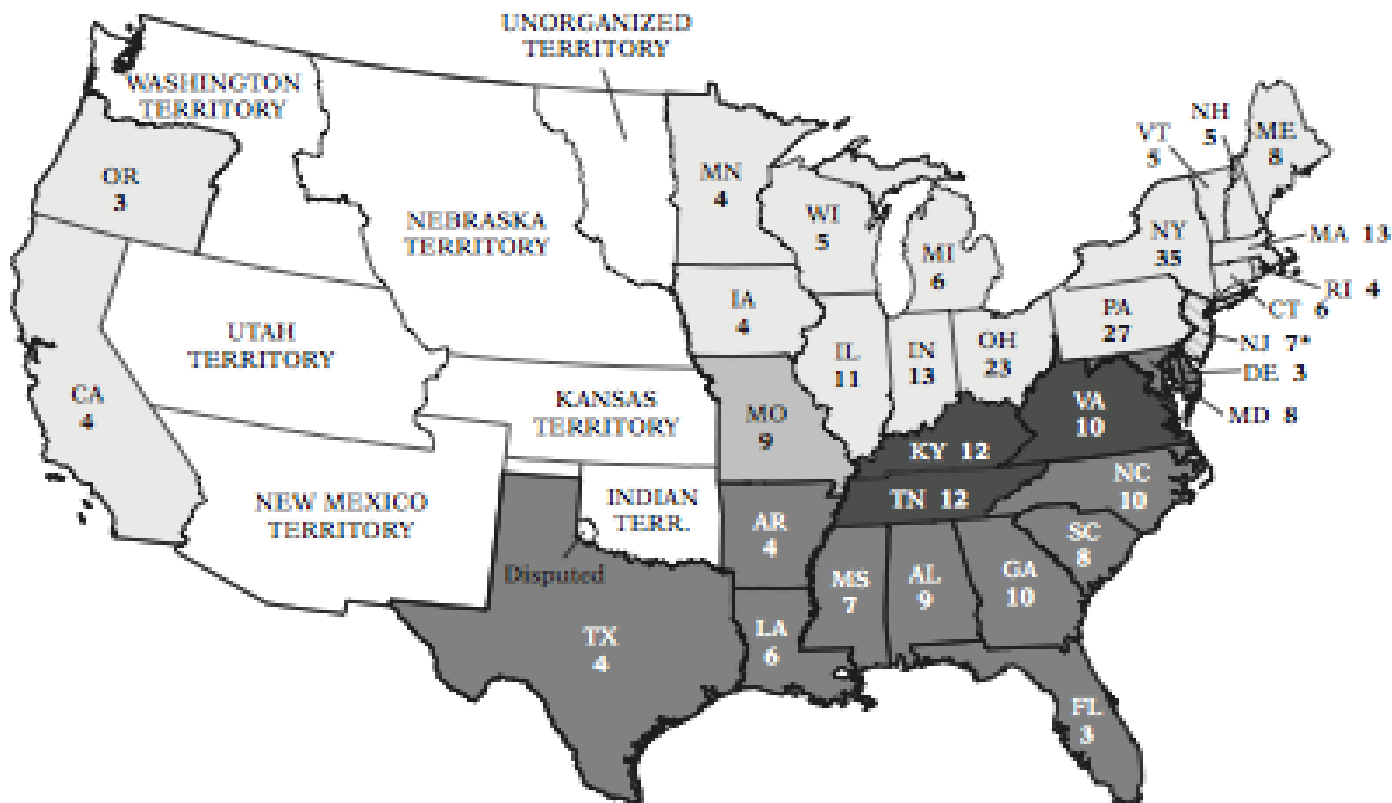 UNORGANIZED
TERRITORY
WASHINGTON
TERRITORY
OR
3
NEBRASKA
TERRITORY
MN
4
WI
5
MI
6
VT
5
NH
5
ME
8
NY
35
MA 13
RI 4
CT 6
PA
27
NJ 7*
DE 3
MD 8
IA
4
UTAH
TERRITORY
IL
11
IN
13
OH
23
CA
4
KANSAS
TERRITORY
MO
9
VA
10
KY 12
NEW MEXICO
TERRITORY
INDIAN
TERR.
TN 12
NC
10
AR
4
SC
8
Disputed
MS
7
AL
9
GA
10
TX
4
LA
6
FL
3